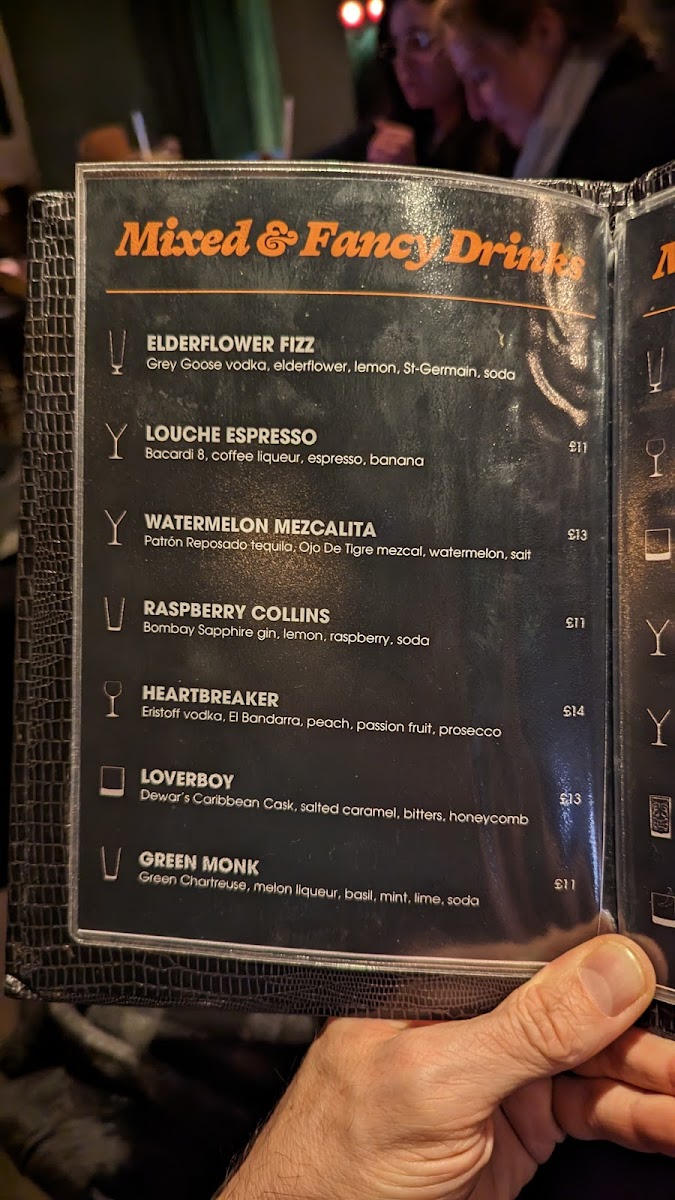 Mixed & Fancy Drinks
ELDERFLOWER FIZZ
Grey Goose vodka, elderflower, lemon, St-Germain, soda
LOUCHE ESPRESSO £11
Bacardi 8, coffee liqueur, espresso, banana
WATERMELON MEZCALITA £13
Patrón Reposado tequila, Ojo De Tigre mezcal, watermelon, salt
RASPBERRY COLLINS £11
Bombay Sapphire gin, lemon, raspberry, soda
HEARTBREAKER £14
Eristoff vodka, El Bandarra, peach, passion fruit, prosecco
LOVERBOY £13
Dewar's Caribbean Cask, salted caramel, bitters, honeycomb
GREEN MONK £11
Green Chartreuse, melon liqueur, basil, mint, lime, soda